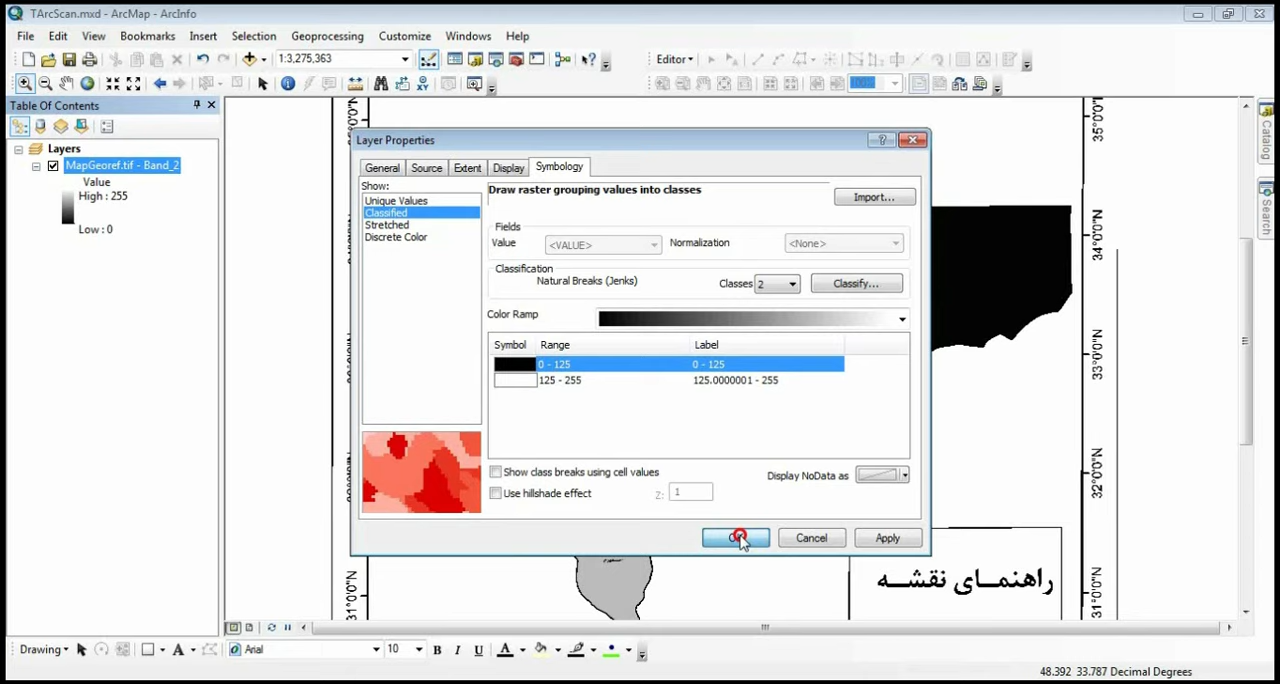 TArcScan.mxd - ArcMap - ArcInfo
File Edit View Bookmarks Insert Selection Geoprocessing Customize Windows Help
1:3,275,363
Editor
Table Of Contents
Layers
MapGeoref.tif - Band_2
Value
High : 255
Low : 0
Layer Properties
General Source Extent Display Symbology
Show:
Unique Values
Classified
Stretched
Discrete Color
Draw raster grouping values into classes
Import...
Fields
Value <VALUE> Normalization <None>
Classification
Natural Breaks (Jenks) Classes 2 Classify...
Color Ramp
Symbol Range Label
0 - 125 0 - 125
125 - 255 125.0000001 - 255
Show class breaks using cell values
Display NoData as
Use hillshade effect Z: 1
Cancel Apply
35°0'0"N
34°0'0"N
33°0'0"N
32°0'0"N
31°0'0"N
31°0'0"N
راهنمـای نقشـه
Catalog
Search
Drawing Arial 10 B I U A
48.392 33.787 Decimal Degrees